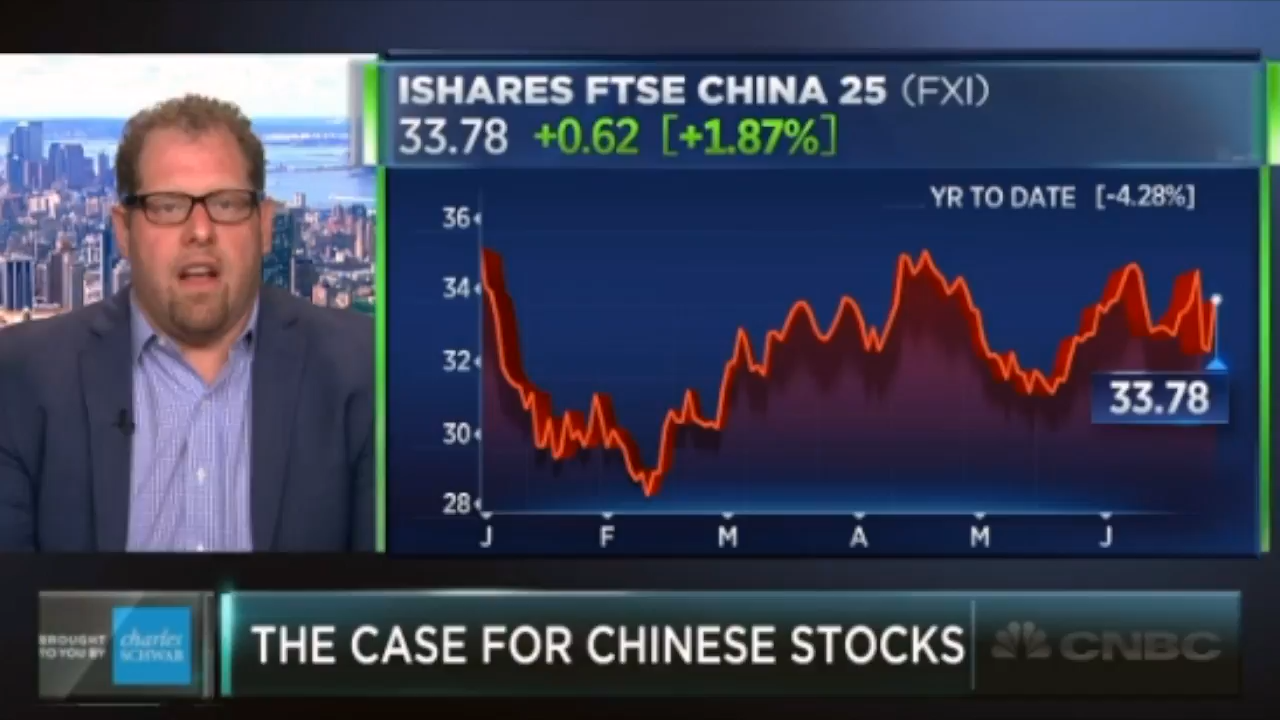 ISHARES FTSE CHINA 25 (FXI)
33.78 +0.62 [+1.87%]
YR TO DATE [-4.28%]
36
34
32
30
28
33.78
J F M A M J
BROUGHT
TO YOU BY
charles
SCHWAB
THE CASE FOR CHINESE STOCKS
CNBC